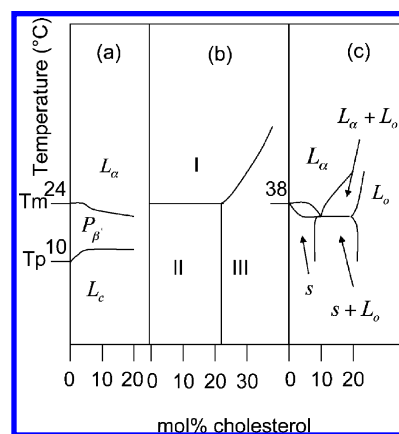 Temperature (°C)
(a)
(b)
(c)
Lα + Lo
Lα
I
Lα
Lo
Tm 24
38
Pβ'
Tp 10
II
III
Lc
s
s + Lo
0 10 20
0 10 20 30
0 10 20 30
mol% cholesterol